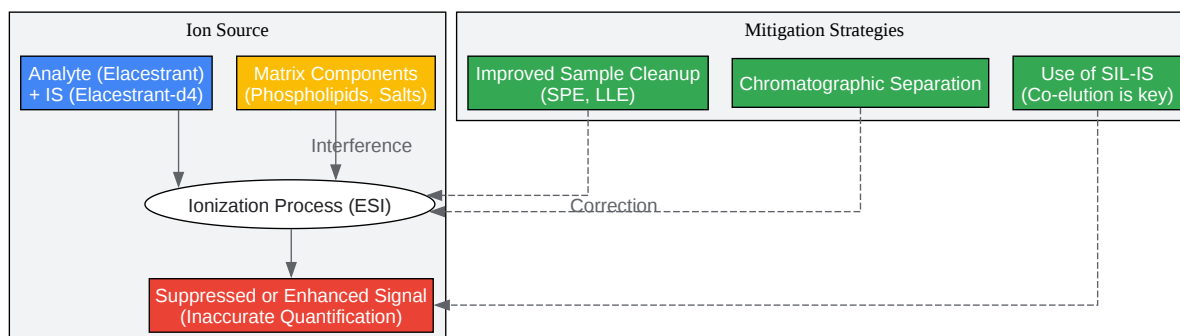 Ion Source
Analyte (Elacestrant)
+ IS (Elacestrant-d4)
Matrix Components
(Phospholipids, Salts)
Interference
Ionization Process (ESI)
Suppressed or Enhanced Signal
(Inaccurate Quantification)
Mitigation Strategies
Improved Sample Cleanup
(SPE, LLE)
Chromatographic Separation
Use of SIL-IS
(Co-elution is key)
Correction